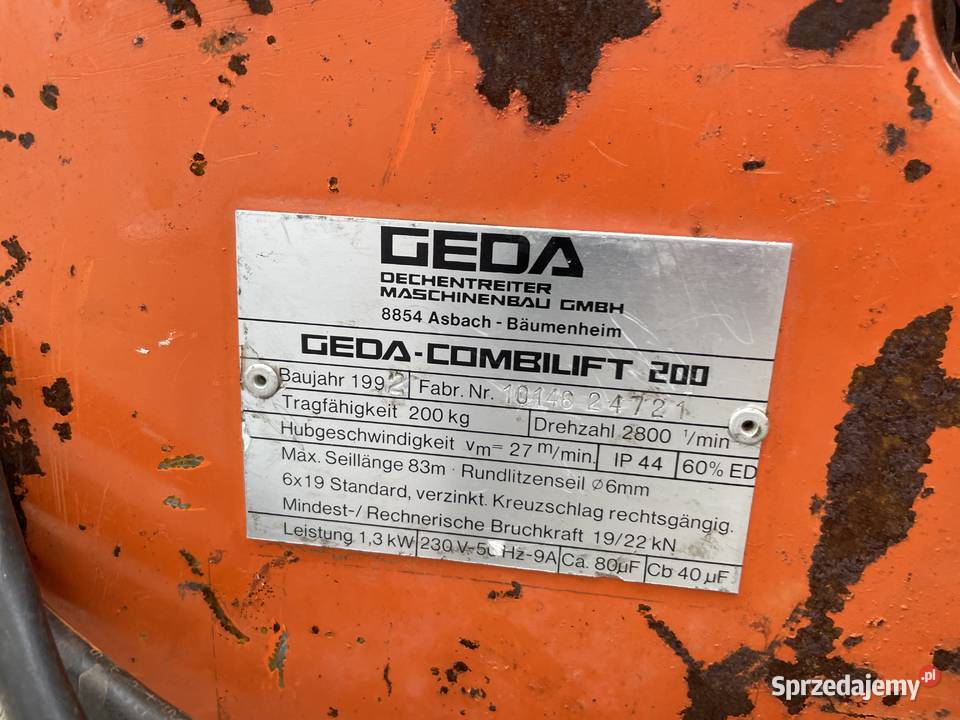 GEDA
DECHENTREITER
MASCHINENBAU GMBH
8854 Asbach - Bäumenheim
GEDA-COMBILIFT 200
Baujahr 1992 Fabr. Nr. 10146 24721
Tragfähigkeit 200 kg Drehzahl 2800 1/min
Hubgeschwindigkeit vm= 27 m/min IP 44 60% ED
Max. Seillänge 83m · Rundlitzenseil ø6mm
6x19 Standard, verzinkt. Kreuzschlag rechtsgängig.
Mindest-/ Rechnerische Bruchkraft 19/22 kN
Leistung 1,3 kW 230 V-50 Hz-9A Ca. 80µF Cb 40 µF
Sprzedajemy.pl